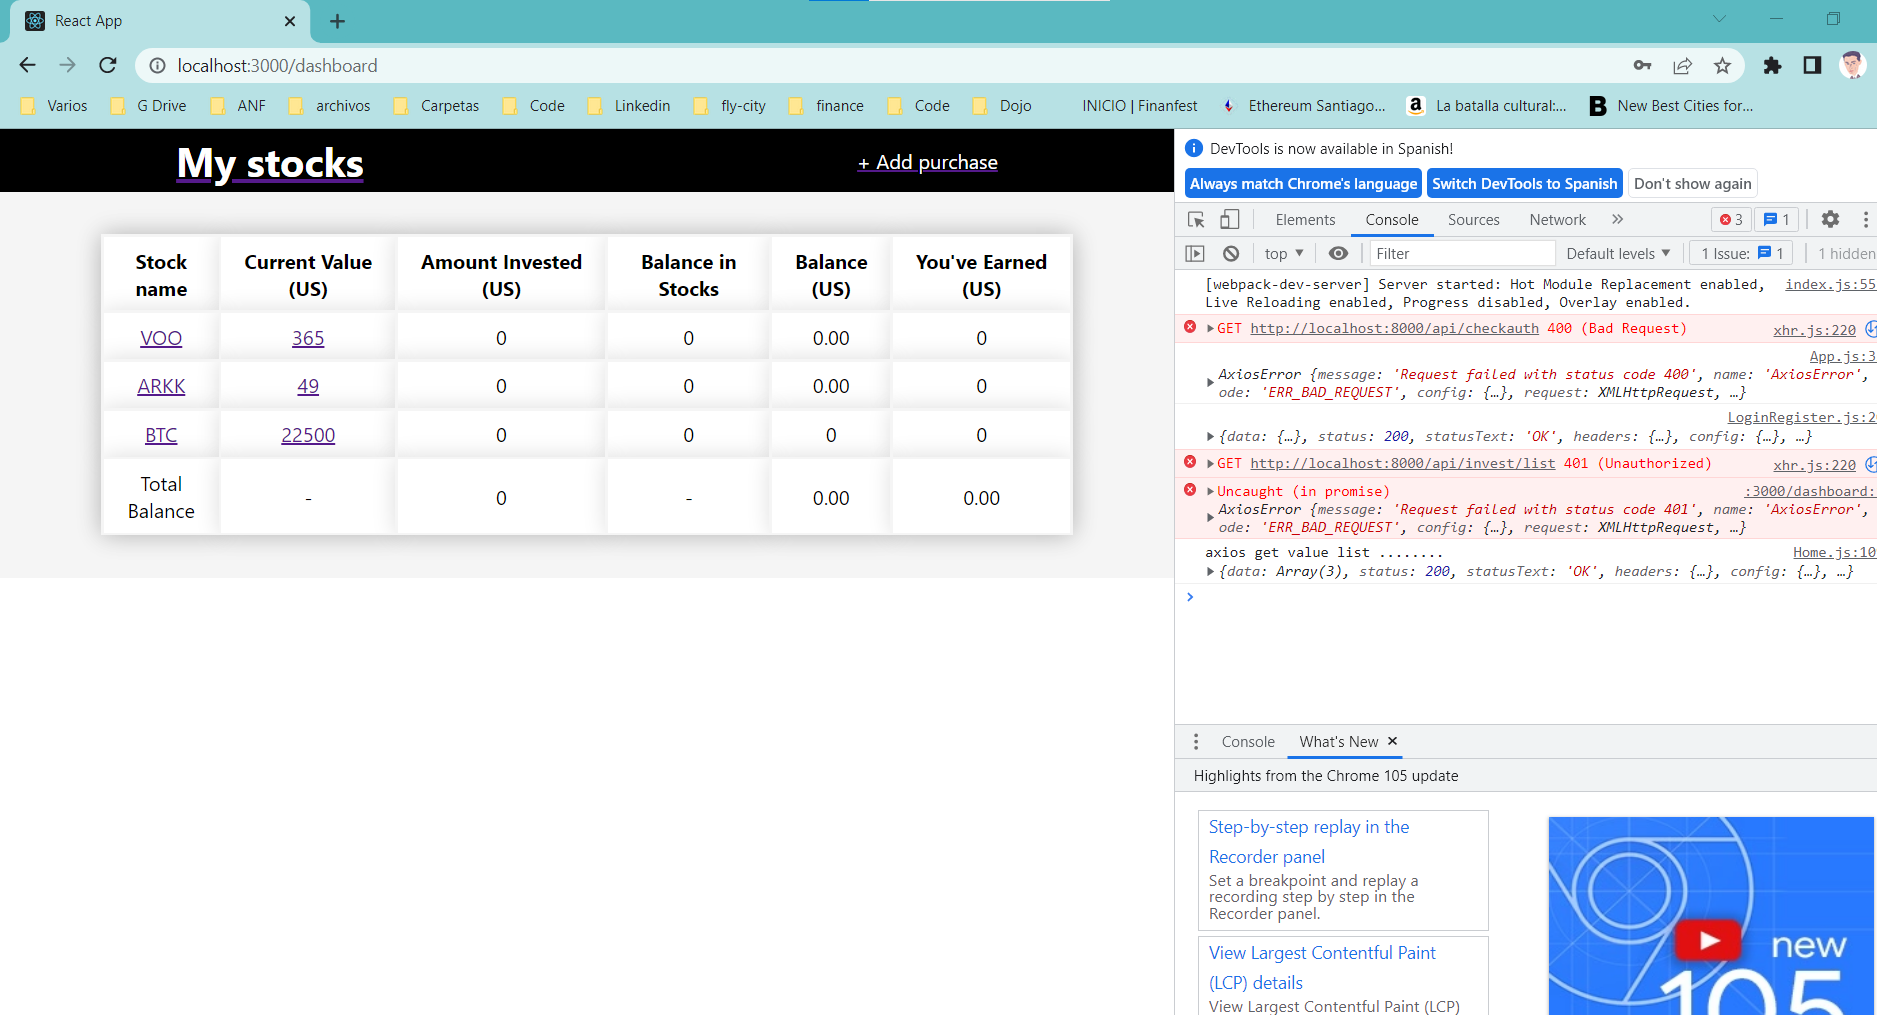 React App
localhost:3000/dashboard
Varios G Drive ANF archivos Carpetas Code Linkedin fly-city finance Code Dojo INICIO | Finanfest Ethereum Santiago... La batalla cultural:... New Best Cities for...
My stocks
+ Add purchase
Stock name Current Value (US) Amount Invested (US) Balance in Stocks Balance (US) You've Earned (US)
VOO 365 0 0 0.00 0
ARKK 49 0 0 0.00 0
BTC 22500 0 0 0 0
Total Balance - 0 - 0.00 0.00
DevTools is now available in Spanish!
Always match Chrome's language Switch DevTools to Spanish Don't show again
Elements Console Sources Network 3 1
top Filter Default levels 1 Issue: 1 1 hidden
[webpack-dev-server] Server started: Hot Module Replacement enabled, index.js:55
Live Reloading enabled, Progress disabled, Overlay enabled.
GET http://localhost:8000/api/checkauth 400 (Bad Request) xhr.js:220
App.js:3
AxiosError {message: 'Request failed with status code 400', name: 'AxiosError',
ode: 'ERR_BAD_REQUEST', config: {…}, request: XMLHttpRequest, …}
LoginRegister.js:2
{data: {…}, status: 200, statusText: 'OK', headers: {…}, config: {…}, …}
GET http://localhost:8000/api/invest/list 401 (Unauthorized) xhr.js:220
Uncaught (in promise) :3000/dashboard:
AxiosError {message: 'Request failed with status code 401', name: 'AxiosError',
ode: 'ERR_BAD_REQUEST', config: {…}, request: XMLHttpRequest, …}
axios get value list ........ Home.js:10
{data: Array(3), status: 200, statusText: 'OK', headers: {…}, config: {…}, …}
Console What's New
Highlights from the Chrome 105 update
Step-by-step replay in the
Recorder panel
Set a breakpoint and replay a
recording step by step in the
Recorder panel.
View Largest Contentful Paint
(LCP) details
View Largest Contentful Paint (LCP)
new
105